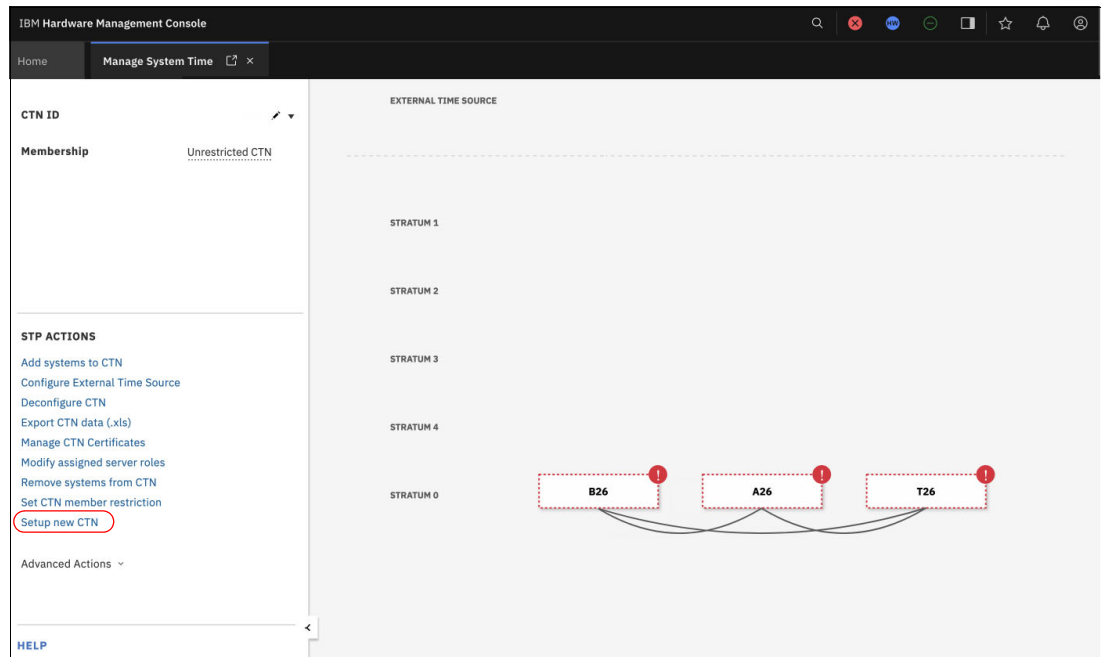 IBM Hardware Management Console
HW
Home
Manage System Time
CTN ID
Membership
Unrestricted CTN
STP ACTIONS
Add systems to CTN
Configure External Time Source
Deconfigure CTN
Export CTN data (.xls)
Manage CTN Certificates
Modify assigned server roles
Remove systems from CTN
Set CTN member restriction
Setup new CTN
Advanced Actions
HELP
EXTERNAL TIME SOURCE
STRATUM 1
STRATUM 2
STRATUM 3
STRATUM 4
STRATUM 0
! ! !
B26 A26 T26